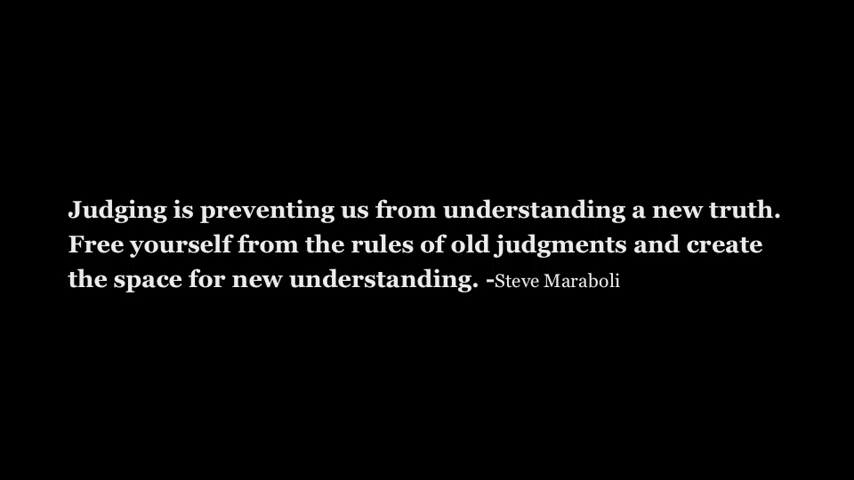 Judging is preventing us from understanding a new truth.
Free yourself from the rules of old judgments and create
the space for new understanding. -Steve Maraboli